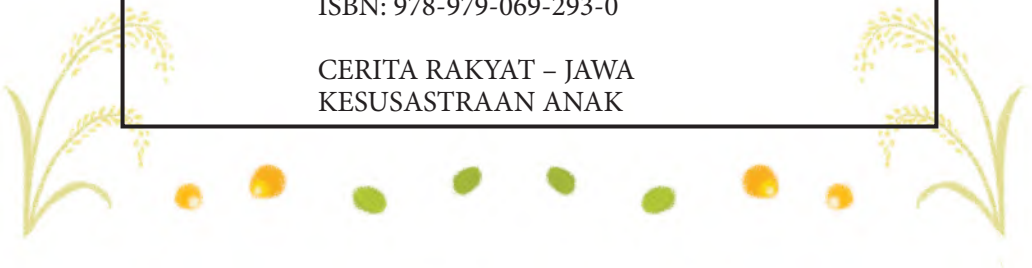 ISBN: 978-979-069-293-0
CERITA RAKYAT – JAWA
KESUSASTRAAN ANAK